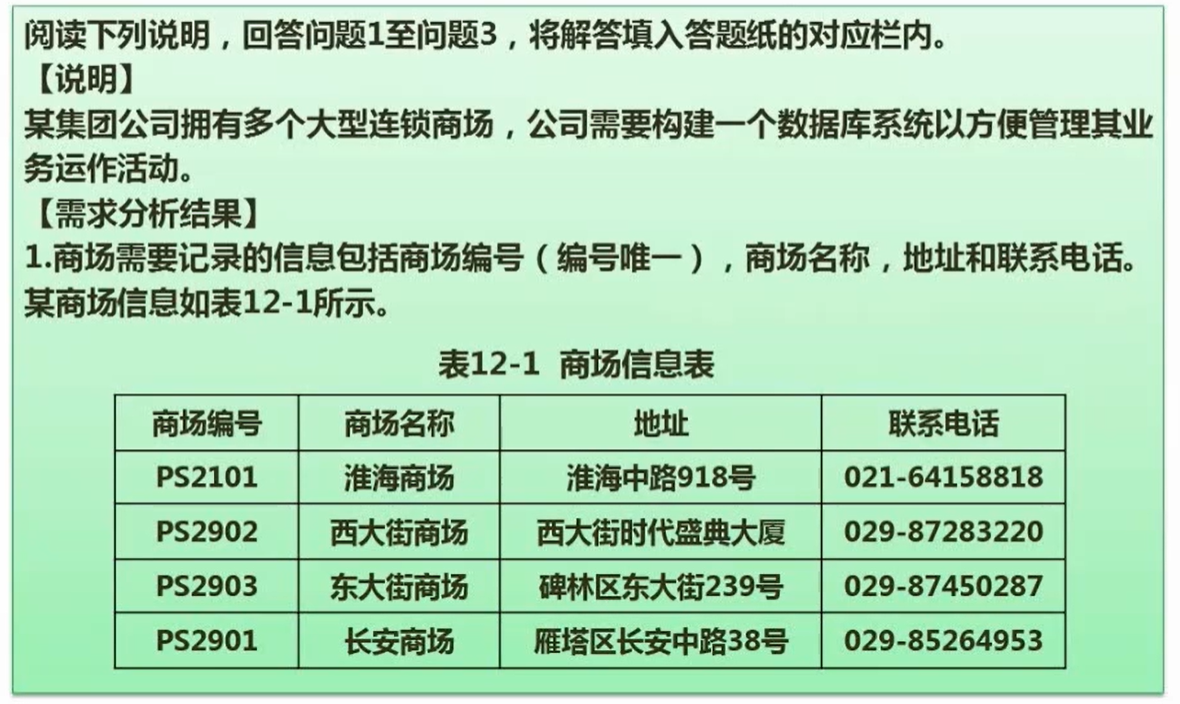 阅读下列说明，回答问题1至问题3，将解答填入答题纸的对应栏内。
【说明】
某集团公司拥有多个大型连锁商场，公司需要构建一个数据库系统以方便管理其业
务运作活动。
【需求分析结果】
1.商场需要记录的信息包括商场编号（编号唯一），商场名称，地址和联系电话。
某商场信息如表12-1所示。
表12-1 商场信息表
商场编号 商场名称 地址 联系电话
PS2101 淮海商场 淮海中路918号 021-64158818
PS2902 西大街商场 西大街时代盛典大厦 029-87283220
PS2903 东大街商场 碑林区东大街239号 029-87450287
PS2901 长安商场 雁塔区长安中路38号 029-85264953